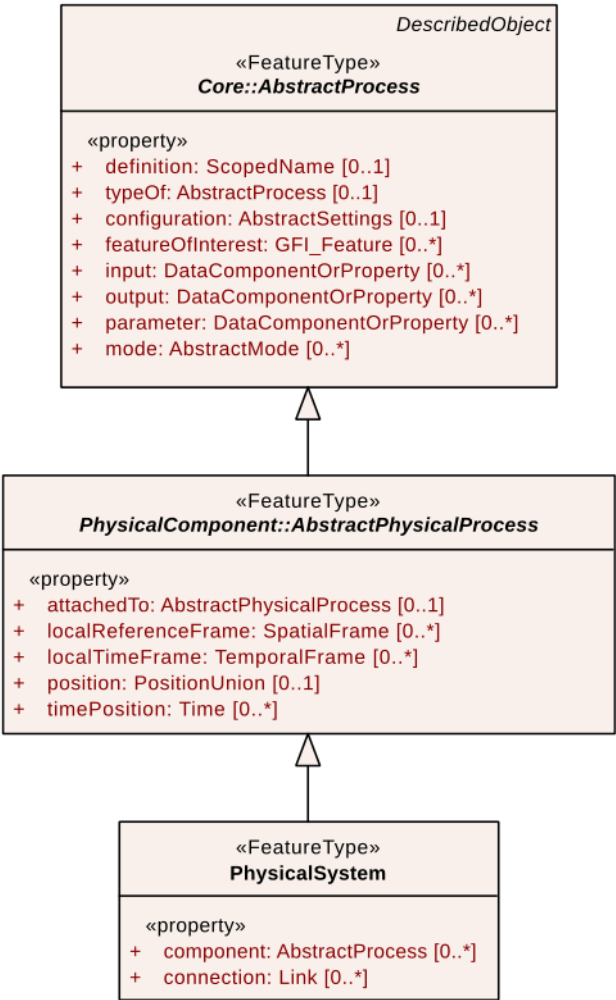 DescribedObject
«FeatureType»
Core::AbstractProcess
«property»
+ definition: ScopedName [0..1]
+ typeOf: AbstractProcess [0..1]
+ configuration: AbstractSettings [0..1]
+ featureOfInterest: GFI_Feature [0..*]
+ input: DataComponentOrProperty [0..*]
+ output: DataComponentOrProperty [0..*]
+ parameter: DataComponentOrProperty [0..*]
+ mode: AbstractMode [0..*]
«FeatureType»
PhysicalComponent::AbstractPhysicalProcess
«property»
+ attachedTo: AbstractPhysicalProcess [0..1]
+ localReferenceFrame: SpatialFrame [0..*]
+ localTimeFrame: TemporalFrame [0..*]
+ position: PositionUnion [0..1]
+ timePosition: Time [0..*]
«FeatureType»
PhysicalSystem
«property»
+ component: AbstractProcess [0..*]
+ connection: Link [0..*]